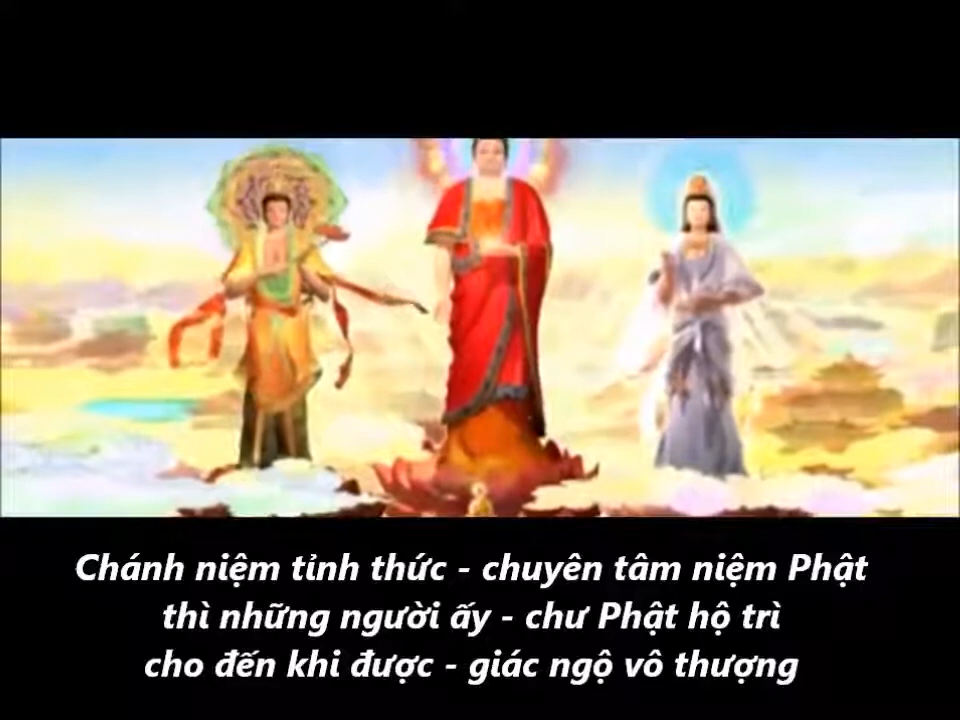 Chánh niệm tỉnh thức - chuyên tâm niệm Phật
thì những người ấy - chư Phật hộ trì
cho đến khi được - giác ngộ vô thượng